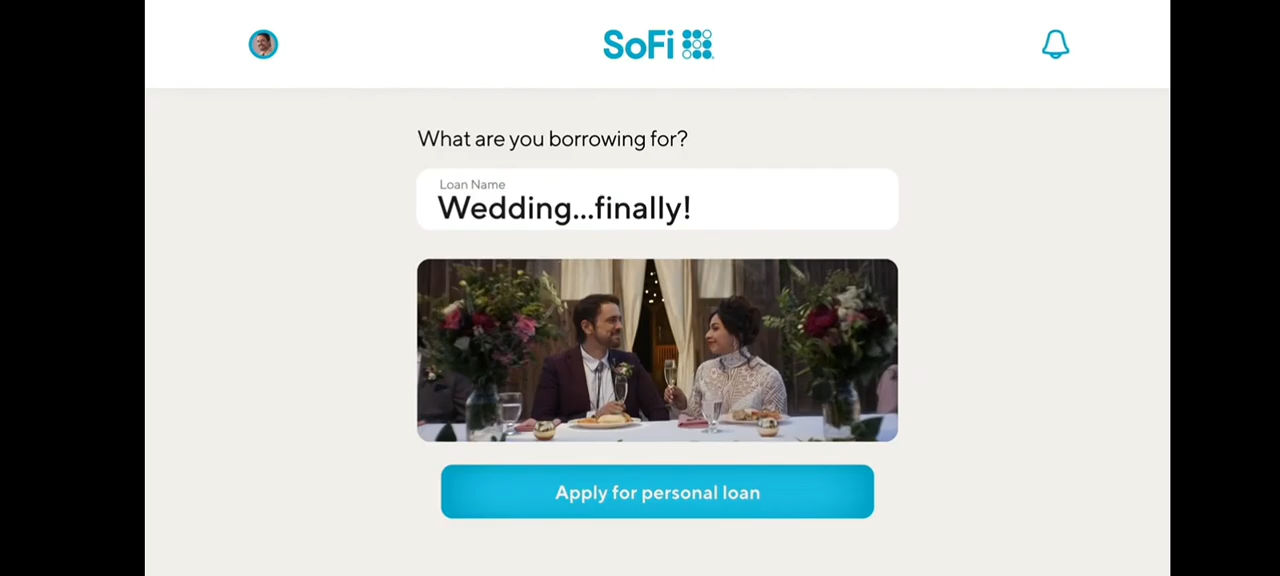 SoFi
What are you borrowing for?
Loan Name
Wedding...finally!
Apply for personal loan